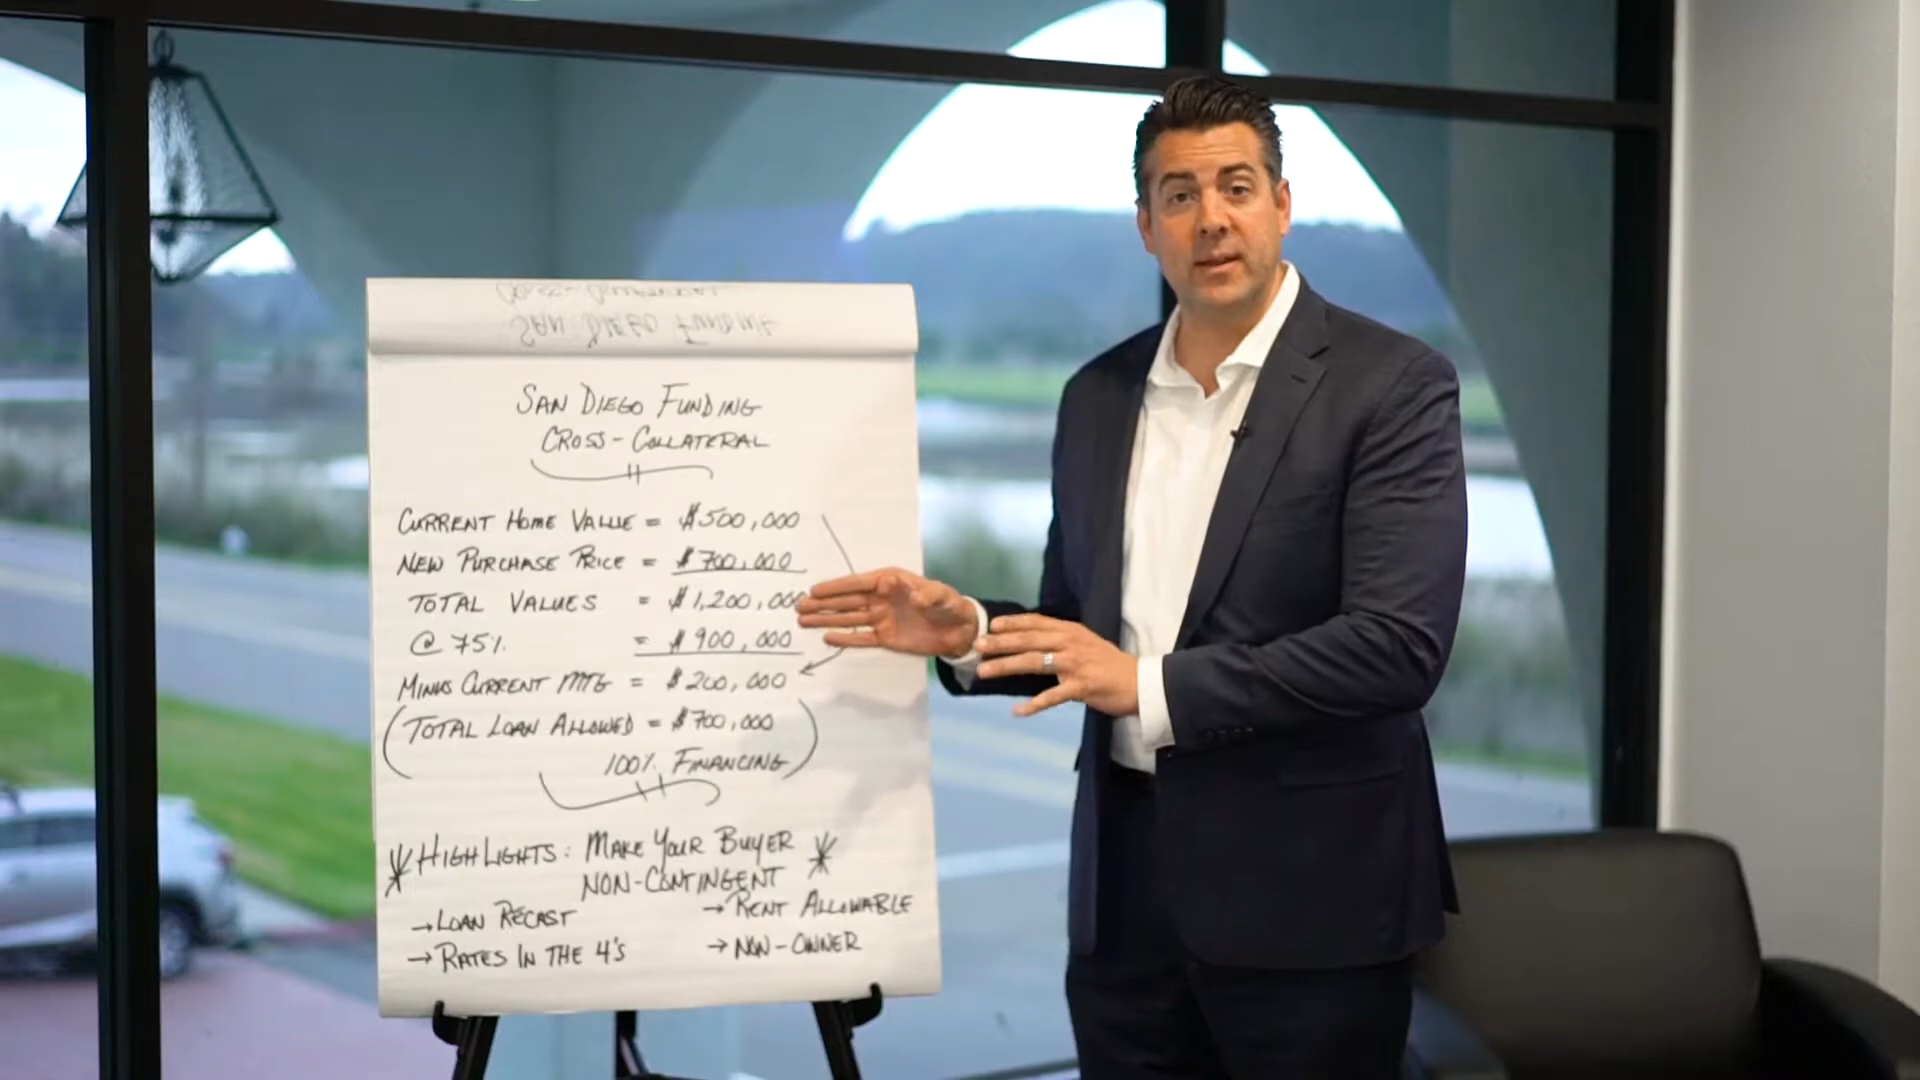 SAN DIEGO FUNDING
CROSS-COLLATERAL
CURRENT HOME VALUE = $500,000
NEW PURCHASE PRICE = $700,000
TOTAL VALUES = $1,200,000
@ 75% = $900,000
MINUS CURRENT MTG = $200,000
(TOTAL LOAN ALLOWED = $700,000
100% FINANCING)
HIGHLIGHTS: MAKE YOUR BUYER
NON-CONTINGENT
→ LOAN RECAST
→ RENT ALLOWABLE
→ RATES IN THE 4'S
→ NON-OWNER